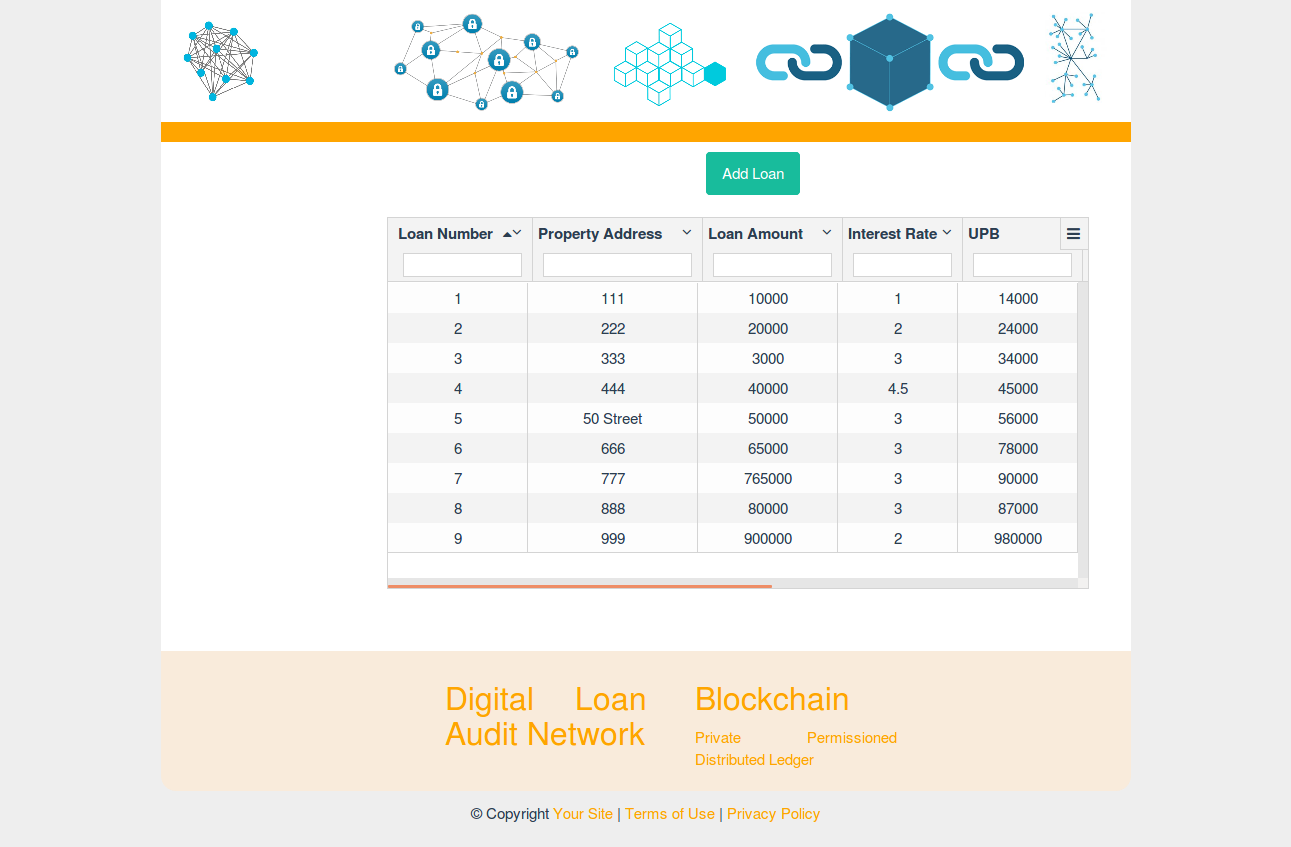 Add Loan
Loan Number Property Address Loan Amount Interest Rate UPB
1 111 10000 1 14000
2 222 20000 2 24000
3 333 3000 3 34000
4 444 40000 4.5 45000
5 50 Street 50000 3 56000
6 666 65000 3 78000
7 777 765000 3 90000
8 888 80000 3 87000
9 999 900000 2 980000
Digital Loan
Audit Network
Blockchain
Private Permissioned
Distributed Ledger
© Copyright Your Site | Terms of Use | Privacy Policy